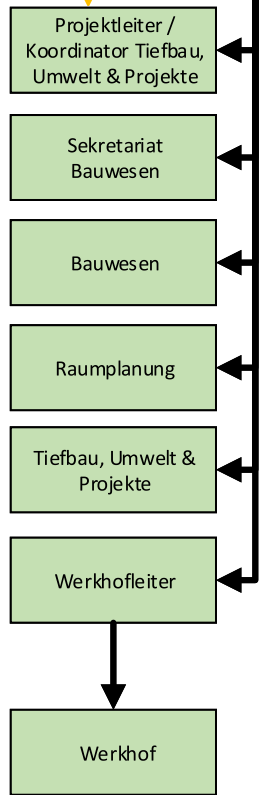 Projektleiter /
Koordinator Tiefbau,
Umwelt & Projekte
Sekretariat
Bauwesen
Bauwesen
Raumplanung
Tiefbau, Umwelt &
Projekte
Werkhofleiter
Werkhof